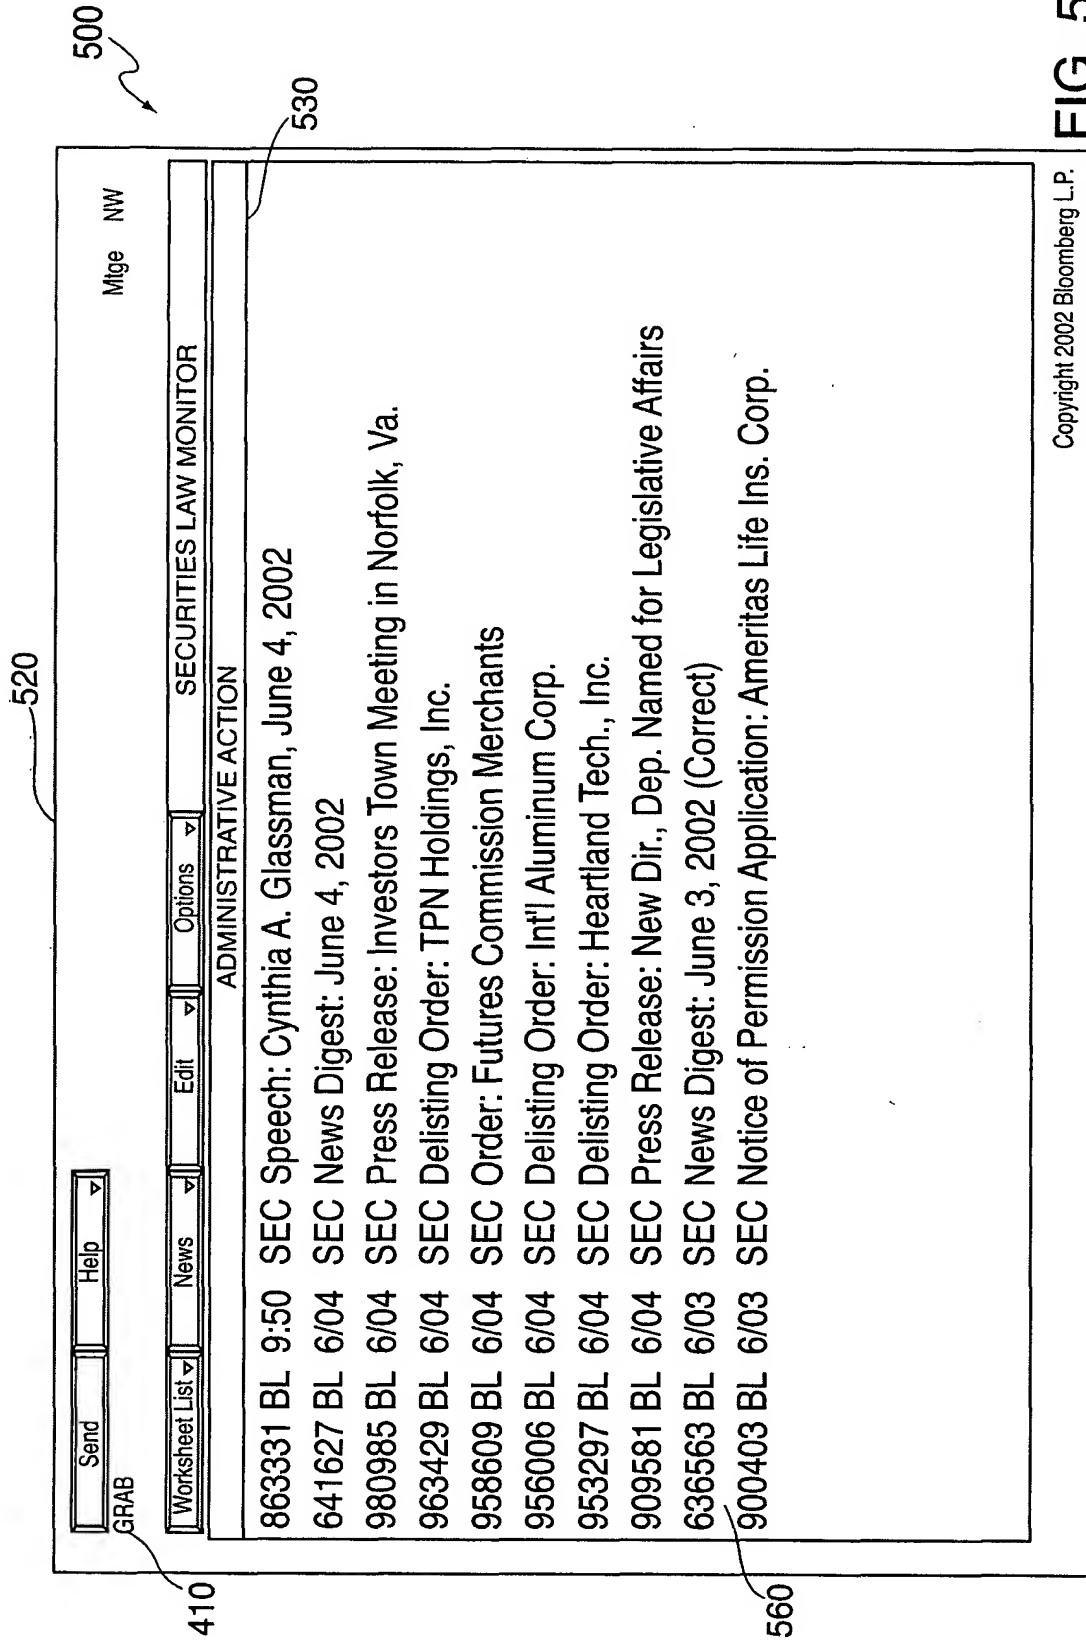 500
520
Send Help
GRAB
410
Mtge NW
Worksheet List News Edit Options SECURITIES LAW MONITOR
ADMINISTRATIVE ACTION
530
863331 BL 9:50 SEC Speech: Cynthia A. Glassman, June 4, 2002
641627 BL 6/04 SEC News Digest: June 4, 2002
980985 BL 6/04 SEC Press Release: Investors Town Meeting in Norfolk, Va.
963429 BL 6/04 SEC Delisting Order: TPN Holdings, Inc.
958609 BL 6/04 SEC Order: Futures Commission Merchants
956006 BL 6/04 SEC Delisting Order: Int'l Aluminum Corp.
953297 BL 6/04 SEC Delisting Order: Heartland Tech., Inc.
909581 BL 6/04 SEC Press Release: New Dir., Dep. Named for Legislative Affairs
636563 BL 6/03 SEC News Digest: June 3, 2002 (Correct)
900403 BL 6/03 SEC Notice of Permission Application: Ameritas Life Ins. Corp.
560
Copyright 2002 Bloomberg L.P.
FIG. 5